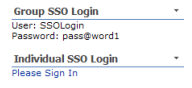 Group SSO Login
User: SSOLogin
Password: pass@word1
Individual SSO Login
Please Sign In